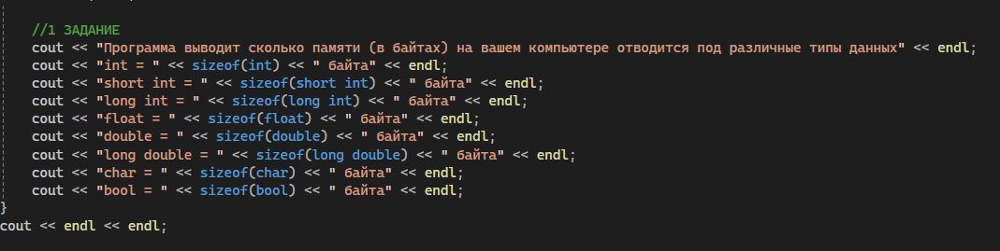 //1 ЗАДАНИЕ
cout << "Программа выводит сколько памяти (в байтах) на вашем компьютере отводится под различные типы данных" << endl;
cout << "int = " << sizeof(int) << " байта" << endl;
cout << "short int = " << sizeof(short int) << " байта" << endl;
cout << "long int = " << sizeof(long int) << " байта" << endl;
cout << "float = " << sizeof(float) << " байта" << endl;
cout << "double = " << sizeof(double) << " байта" << endl;
cout << "long double = " << sizeof(long double) << " байта" << endl;
cout << "char = " << sizeof(char) << " байта" << endl;
cout << "bool = " << sizeof(bool) << " байта" << endl;
}
cout << endl << endl;